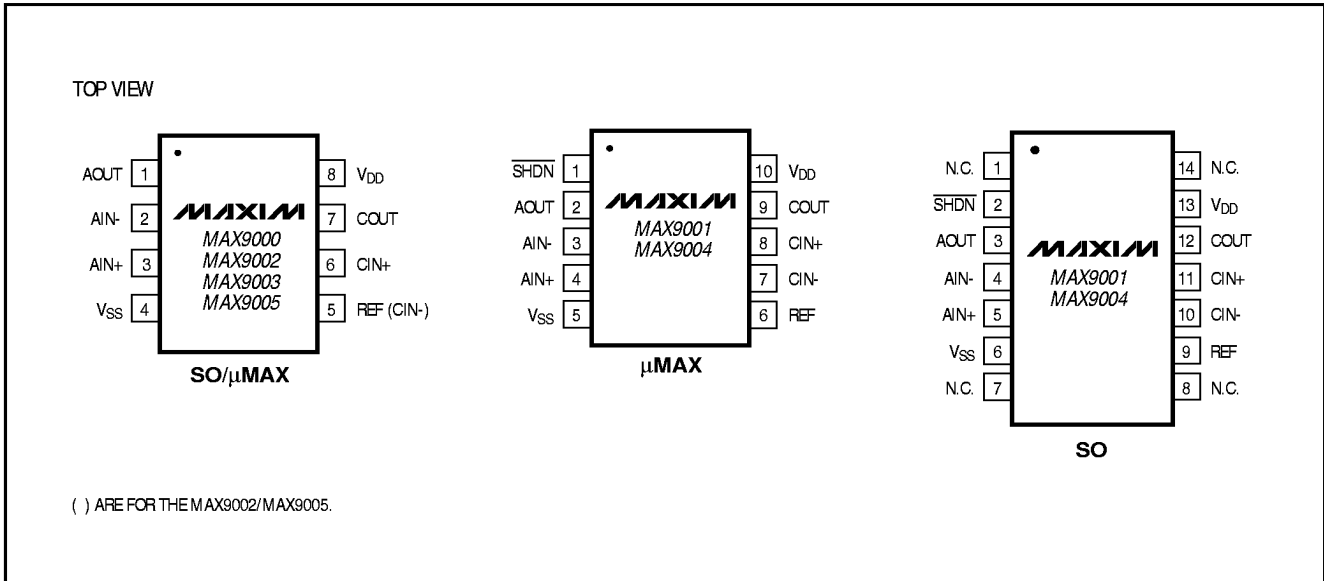 TOP VIEW
AOUT 1
AIN- 2
AIN+ 3
VSS 4
8 VDD
7 COUT
6 CIN+
5 REF (CIN-)
MAXIM
MAX9000
MAX9002
MAX9003
MAX9005
SO/µMAX
SHDN 1
AOUT 2
AIN- 3
AIN+ 4
VSS 5
10 VDD
9 COUT
8 CIN+
7 CIN-
6 REF
MAXIM
MAX9001
MAX9004
µMAX
N.C. 1
SHDN 2
AOUT 3
AIN- 4
AIN+ 5
VSS 6
N.C. 7
14 N.C.
13 VDD
12 COUT
11 CIN+
10 CIN-
9 REF
8 N.C.
MAXIM
MAX9001
MAX9004
SO
( ) ARE FOR THE MAX9002/MAX9005.